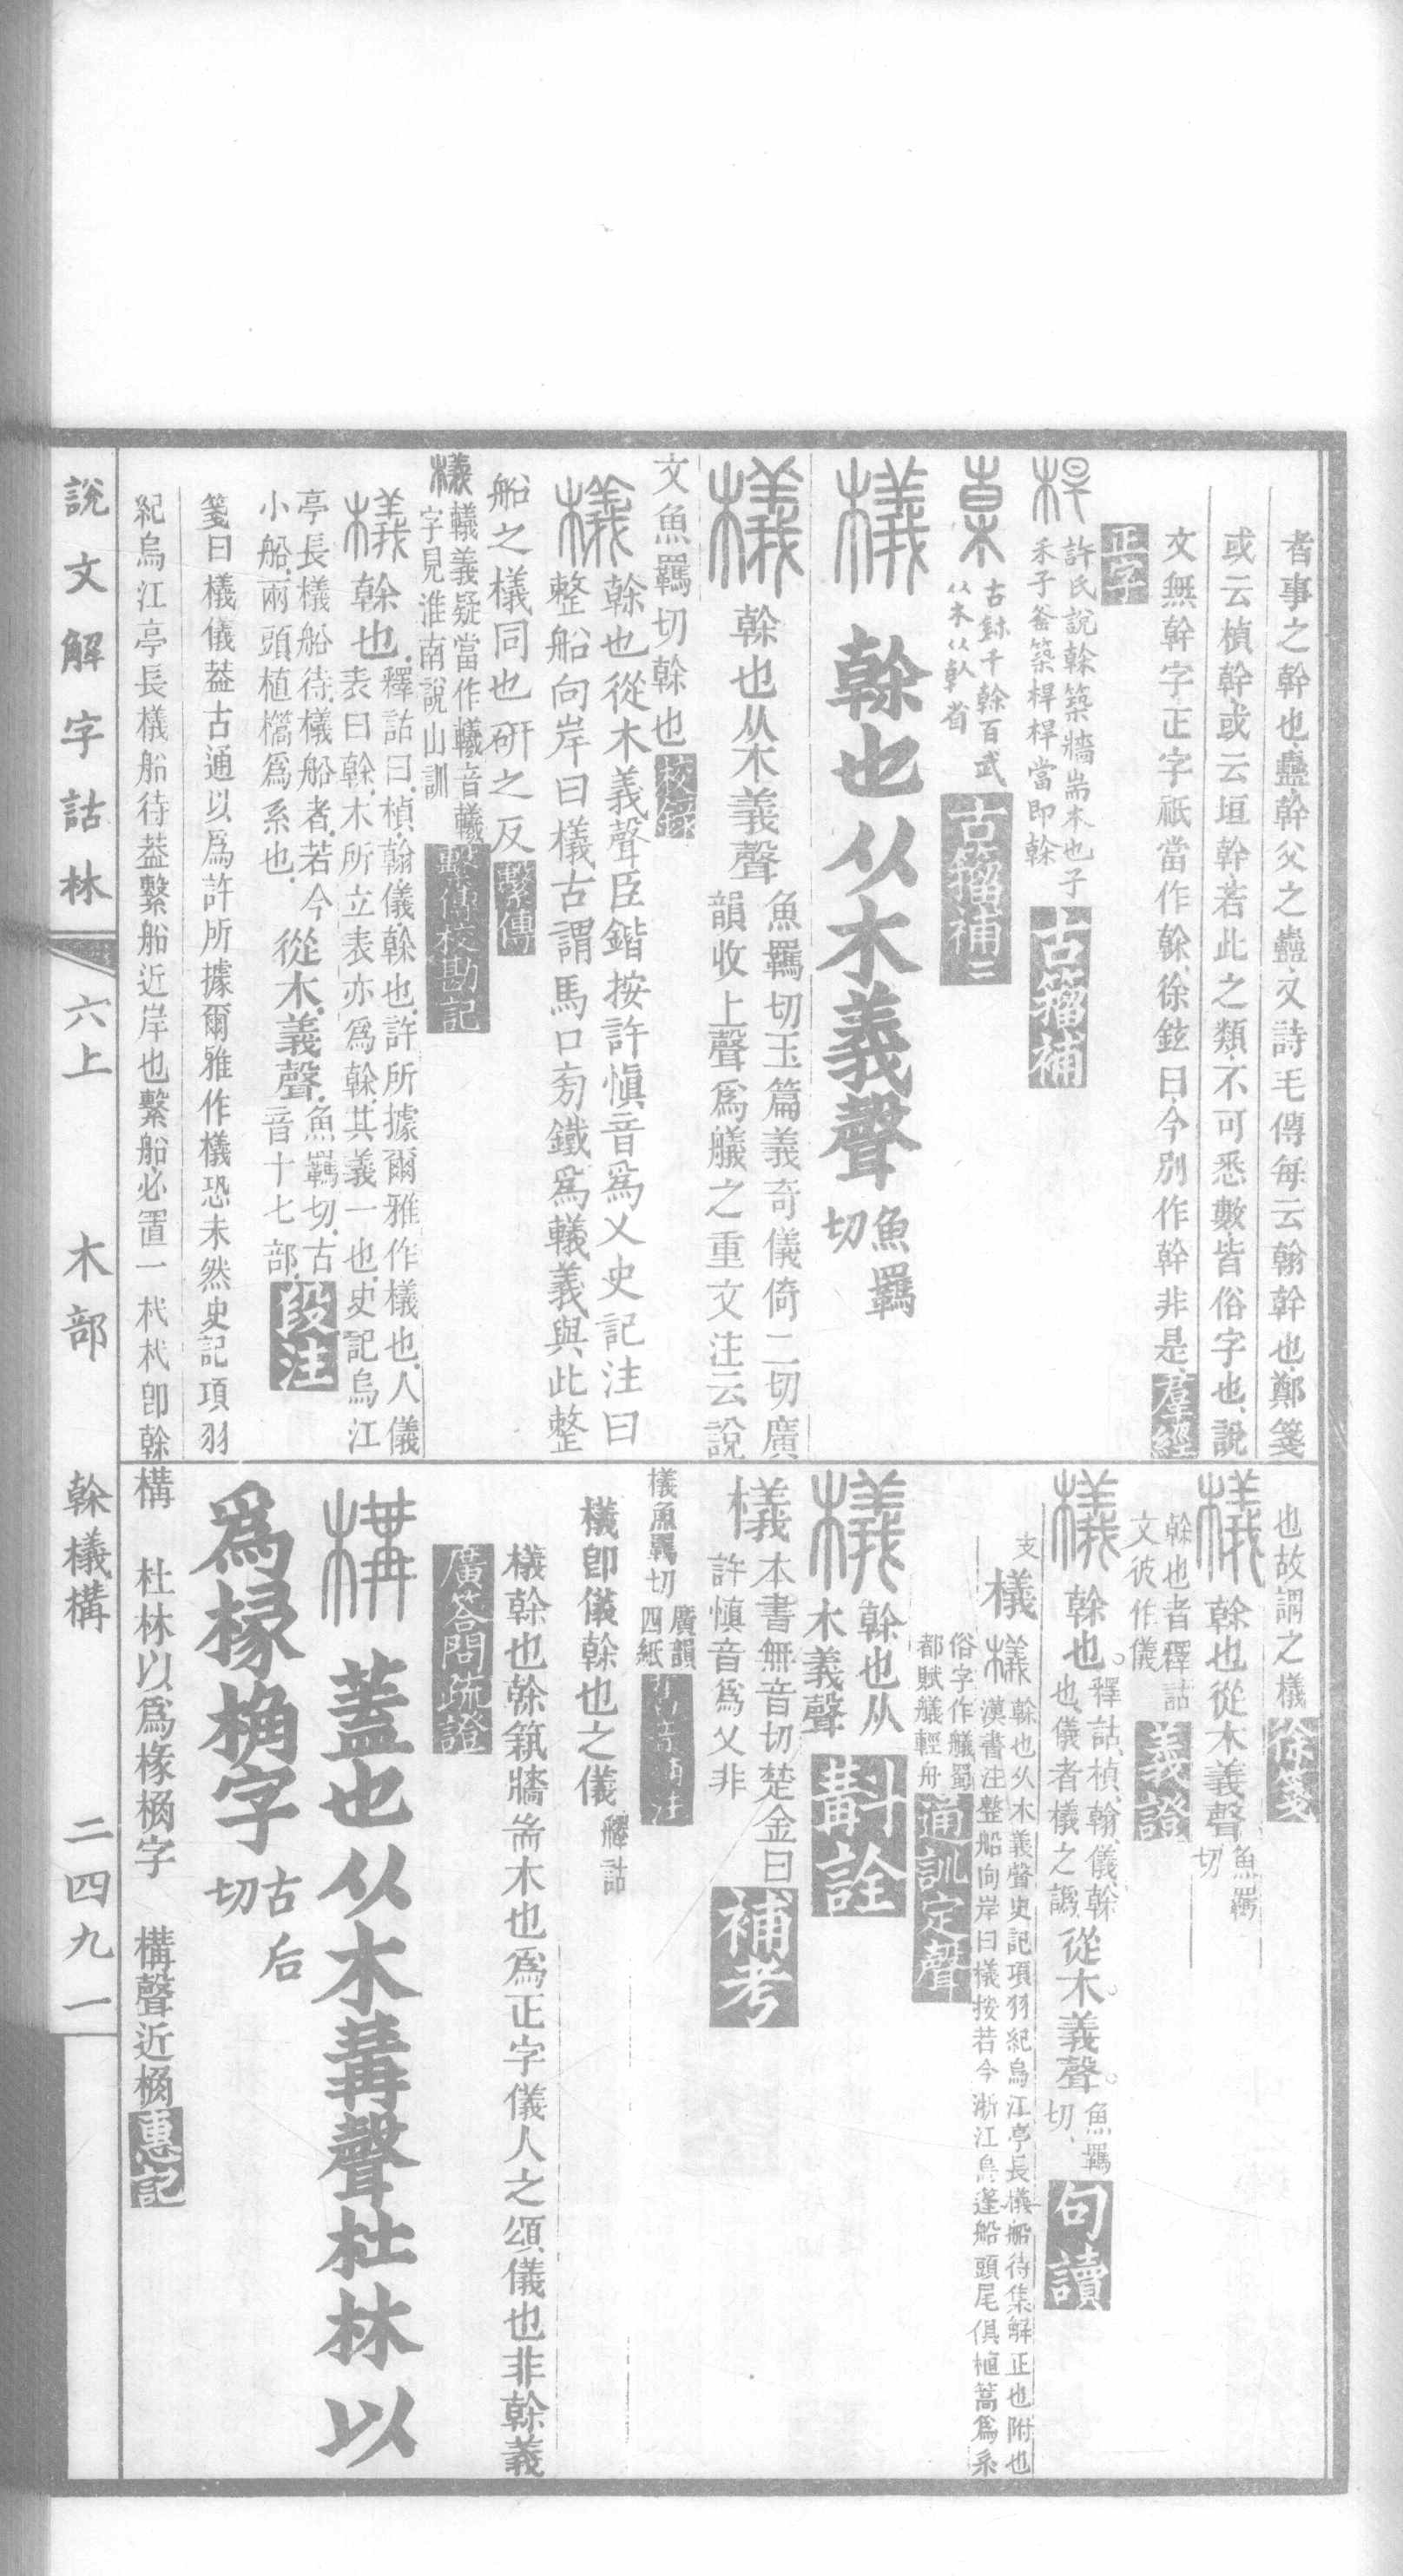 者事之幹也蠱幹父之蠱又詩毛傳每云翰幹也鄭箋
或云楨幹或云垣幹若此之類不可悉數皆俗字也說
文無幹字正字祇當作榦徐鉉曰今別作幹非是羣經
正字
桿許氏說榦築牆耑木也子
禾子釜築桿桿當即榦
古籀補
古鉢千榦百武
从木从倝省
古籀補二
檥榦也从木義聲
魚羈
切
檥榦也从木義聲
魚羈切玉篇義奇儀倚二切廣
韻收上聲爲艤之重文注云說
文魚羈切榦也校錄
檥榦也從木義聲臣鍇按許愼音爲乂史記注曰
整船向岸曰檥古謂馬口匊鐵爲轙義與此整
船之檥同也研之反繫傳
檥轙義疑當作轙音轙
字見淮南說山訓
繫傳校勘記
檥榦也
釋詁曰楨翰儀榦也許所據爾雅作檥也人儀
表曰榦木所立表亦爲榦其義一也史記烏江
亭長檥船待檥船者若今
小船兩頭植檣爲系也
從木義聲
魚羈切古
音十七部
段注
箋曰檥儀葢古通以爲許所據爾雅作檥恐未然史記項羽
紀烏江亭長檥船待葢繫船近岸也繫船必置一杙杙卽榦
也故謂之檥徐箋
檥榦也從木義聲
魚羈
切
榦也者釋詁
文彼作儀
義證
檥榦也
釋詁楨翰儀榦
也儀者檥之譌
從木義聲
魚羈
切
句讀
支
檥
檥榦也从木義聲史記項羽紀烏江亭長檥船待集解正也附也
漢書注整船向岸曰檥按若今浙江烏蓬船頭尾俱植篙爲系
俗字作艤蜀
都賦艤輕舟
通訓定聲
檥榦也从
木義聲
斠詮
檥本書無音切楚金曰
許愼音爲乂非
補考
檥魚羈切
廣韻
四紙
檥卽儀榦也之儀
釋詁
檥榦也榦築牆耑木也爲正字儀人之頌儀也非榦義
廣答問疏證
構蓋也从木冓聲杜林以
爲椽桷字
古后
切
構 杜林以爲椽桷字 構聲近桷惠記
說文解字詁林 六上 木部 榦檥構 二四九一